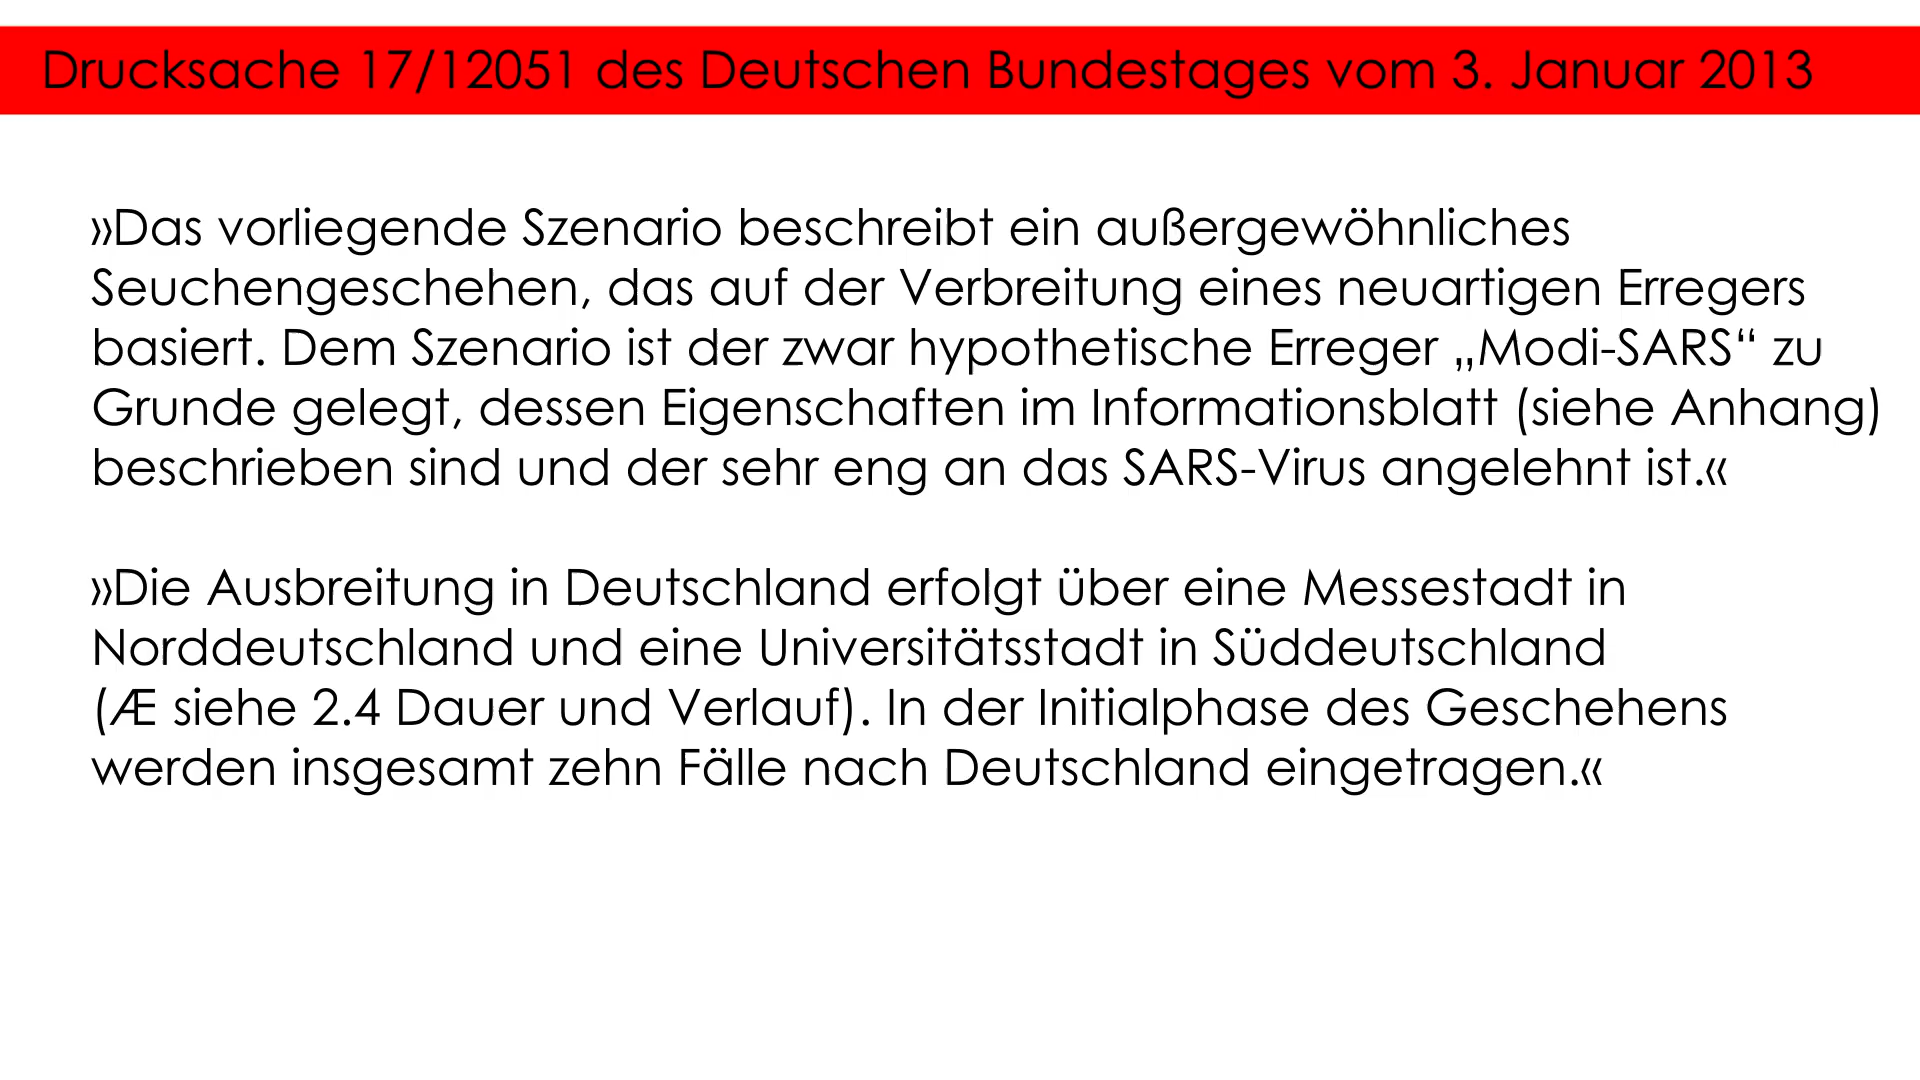 Drucksache 17/12051 des Deutschen Bundestages vom 3. Januar 2013
»Das vorliegende Szenario beschreibt ein außergewöhnliches
Seuchengeschehen, das auf der Verbreitung eines neuartigen Erregers
basiert. Dem Szenario ist der zwar hypothetische Erreger „Modi-SARS“ zu
Grunde gelegt, dessen Eigenschaften im Informationsblatt (siehe Anhang)
beschrieben sind und der sehr eng an das SARS-Virus angelehnt ist.«
»Die Ausbreitung in Deutschland erfolgt über eine Messestadt in
Norddeutschland und eine Universitätsstadt in Süddeutschland
(Æ siehe 2.4 Dauer und Verlauf). In der Initialphase des Geschehens
werden insgesamt zehn Fälle nach Deutschland eingetragen.«